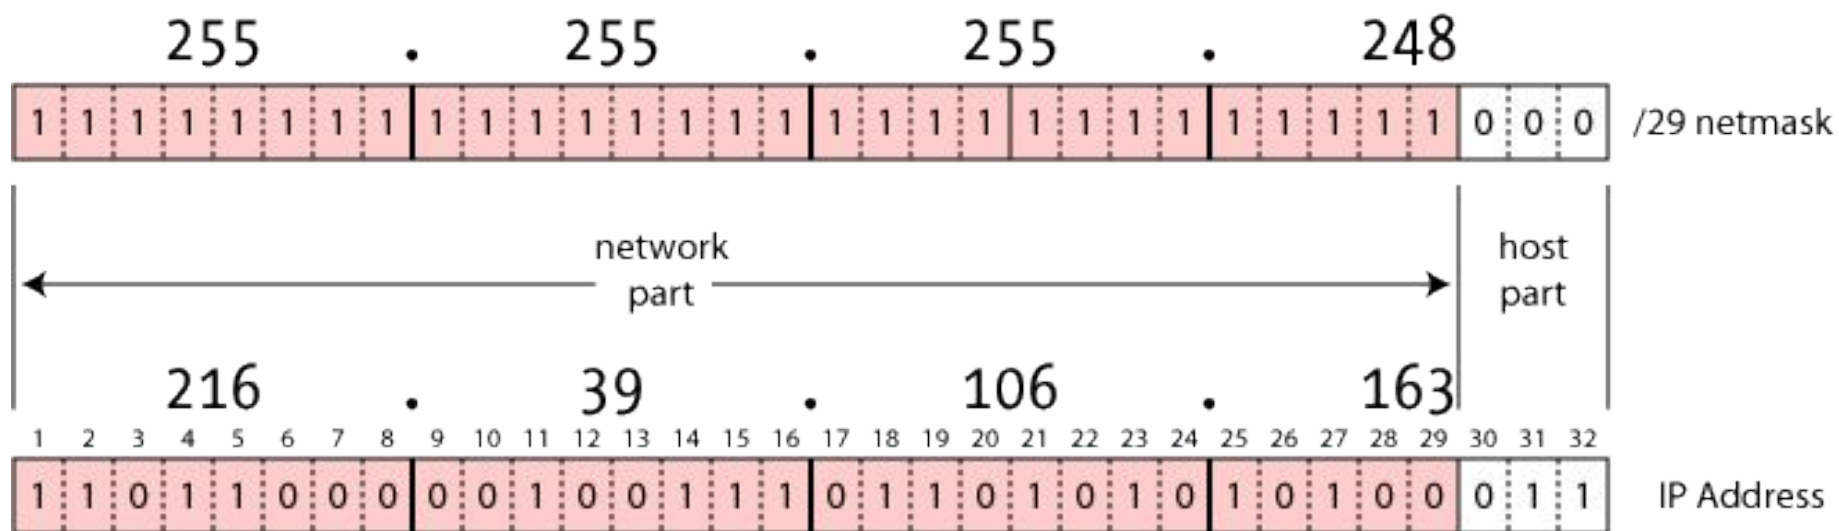 255 . 255 . 255 . 248
1 1 1 1 1 1 1 1 1 1 1 1 1 1 1 1 1 1 1 1 1 1 1 1 1 1 1 1 1 0 0 0 /29 netmask
network part
host part
216 . 39 . 106 . 163
1 2 3 4 5 6 7 8 9 10 11 12 13 14 15 16 17 18 19 20 21 22 23 24 25 26 27 28 29 30 31 32
1 1 0 1 1 0 0 0 0 0 1 0 0 1 1 1 0 1 1 0 1 0 1 0 1 0 1 0 0 0 1 1 IP Address